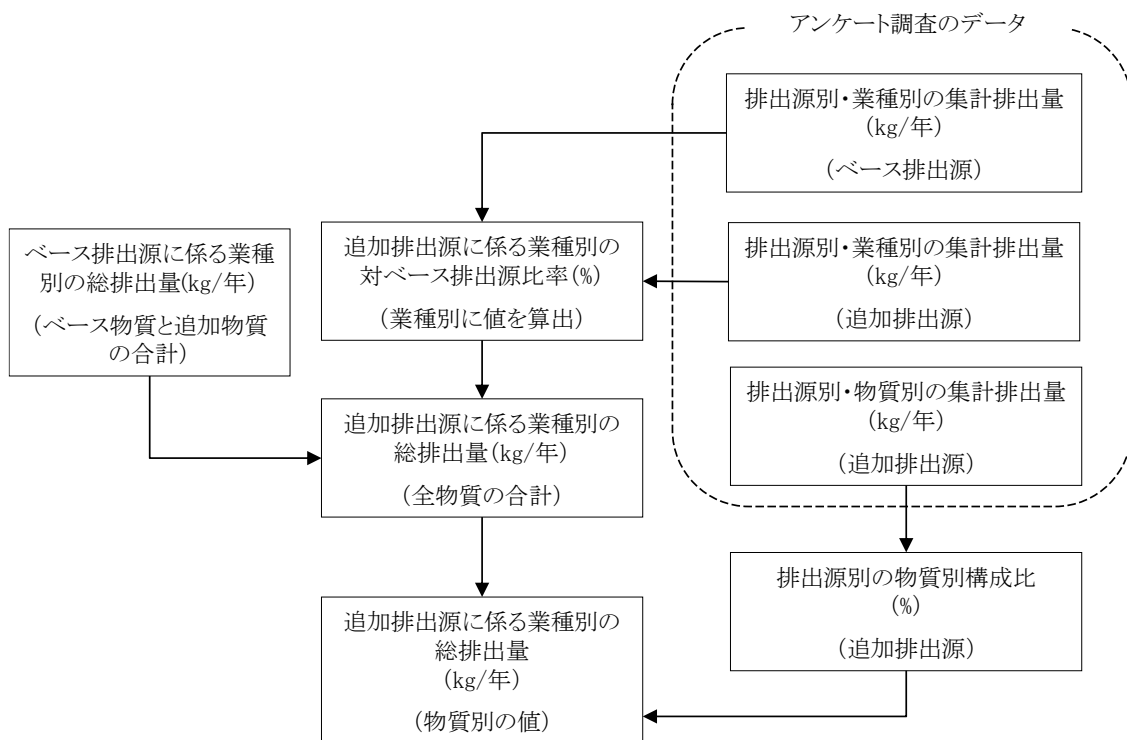 アンケート調査のデータ
排出源別・業種別の集計排出量
(kg/年)
(ベース排出源)
ベース排出源に係る業種
別の総排出量(kg/年)
(ベース物質と追加物質
の合計)
追加排出源に係る業種別の
対ベース排出源比率(%)
(業種別に値を算出)
排出源別・業種別の集計排出量
(kg/年)
(追加排出源)
排出源別・物質別の集計排出量
(kg/年)
(追加排出源)
追加排出源に係る業種別の
総排出量(kg/年)
(全物質の合計)
排出源別の物質別構成比
(%)
(追加排出源)
追加排出源に係る業種別の
総排出量
(kg/年)
(物質別の値)